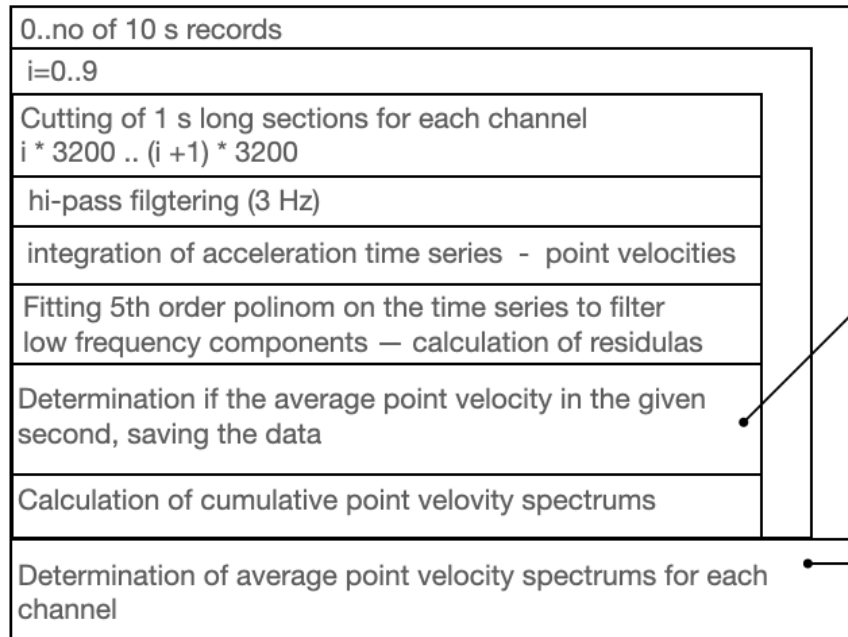 0..no of 10 s records
i=0..9
Cutting of 1 s long sections for each channel
i * 3200 .. (i +1) * 3200
hi-pass filgtering (3 Hz)
integration of acceleration time series - point velocities
Fitting 5th order polinom on the time series to filter
low frequency components — calculation of residulas
Determination if the average point velocity in the given
second, saving the data
Calculation of cumulative point velovity spectrums
Determination of average point velocity spectrums for each
channel